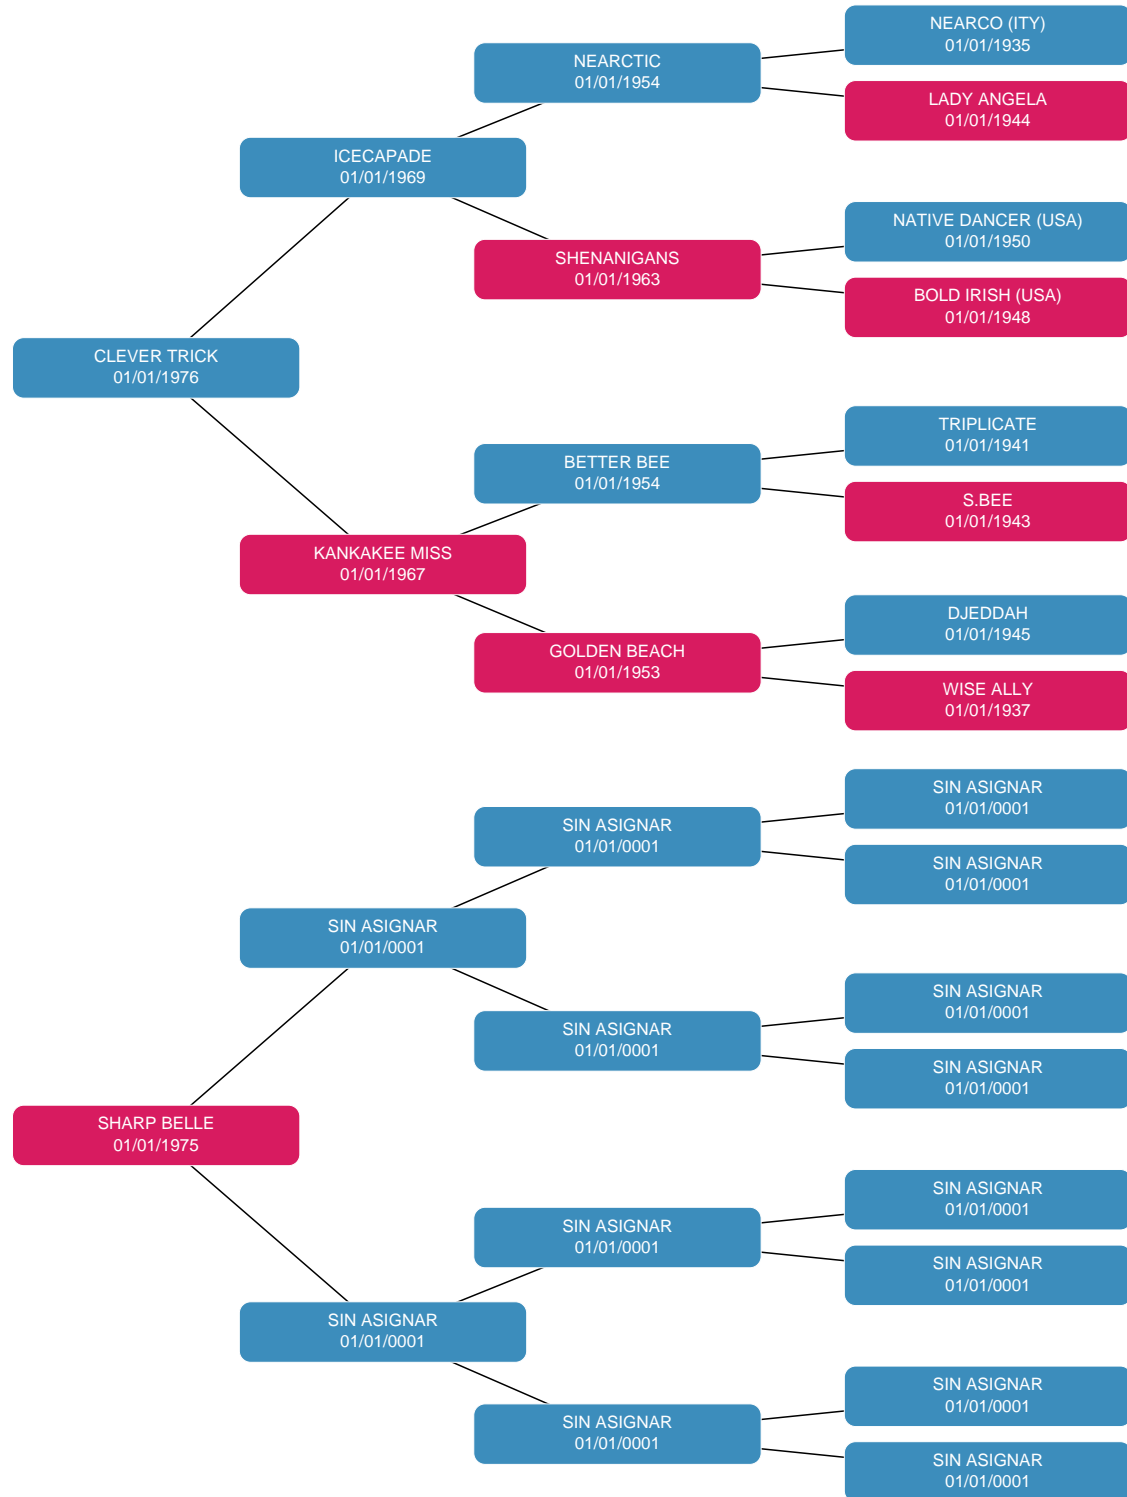 NEARCO (ITY)
01/01/1935
NEARCTIC
01/01/1954
LADY ANGELA
01/01/1944
ICECAPADE
01/01/1969
NATIVE DANCER (USA)
01/01/1950
SHENANIGANS
01/01/1963
BOLD IRISH (USA)
01/01/1948
CLEVER TRICK
01/01/1976
TRIPLICATE
01/01/1941
BETTER BEE
01/01/1954
S.BEE
01/01/1943
KANKAKEE MISS
01/01/1967
DJEDDAH
01/01/1945
GOLDEN BEACH
01/01/1953
WISE ALLY
01/01/1937
SIN ASIGNAR
01/01/0001
SIN ASIGNAR
01/01/0001
SIN ASIGNAR
01/01/0001
SIN ASIGNAR
01/01/0001
SIN ASIGNAR
01/01/0001
SIN ASIGNAR
01/01/0001
SIN ASIGNAR
01/01/0001
SHARP BELLE
01/01/1975
SIN ASIGNAR
01/01/0001
SIN ASIGNAR
01/01/0001
SIN ASIGNAR
01/01/0001
SIN ASIGNAR
01/01/0001
SIN ASIGNAR
01/01/0001
SIN ASIGNAR
01/01/0001
SIN ASIGNAR
01/01/0001